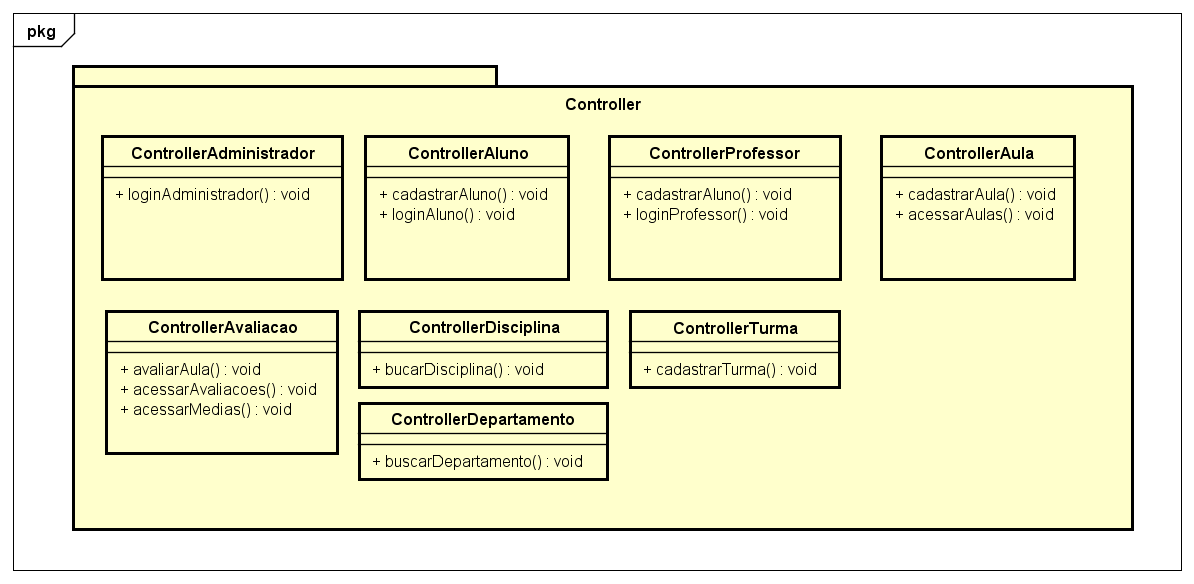 pkg
Controller
ControllerAdministrador
+ loginAdministrador() : void
ControllerAluno
+ cadastrarAluno() : void
+ loginAluno() : void
ControllerProfessor
+ cadastrarAluno() : void
+ loginProfessor() : void
ControllerAula
+ cadastrarAula() : void
+ acessarAulas() : void
ControllerAvaliacao
+ avaliarAula() : void
+ acessarAvaliacoes() : void
+ acessarMedias() : void
ControllerDisciplina
+ bucarDisciplina() : void
ControllerTurma
+ cadastrarTurma() : void
ControllerDepartamento
+ buscarDepartamento() : void